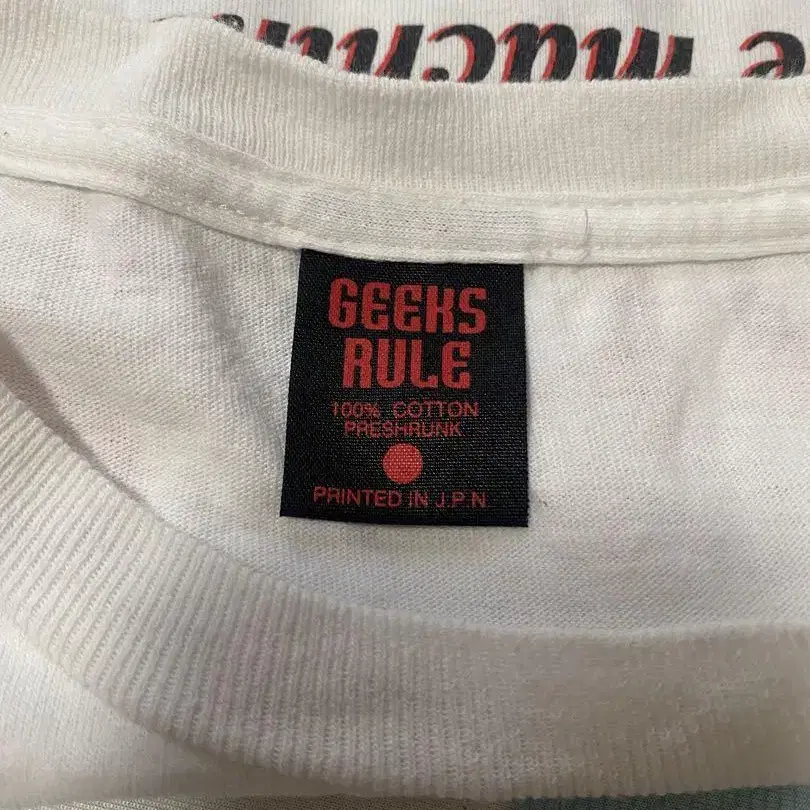 GEEKS
RULE
100% COTTON
PRESHRUNK
PRINTED IN J.P.N